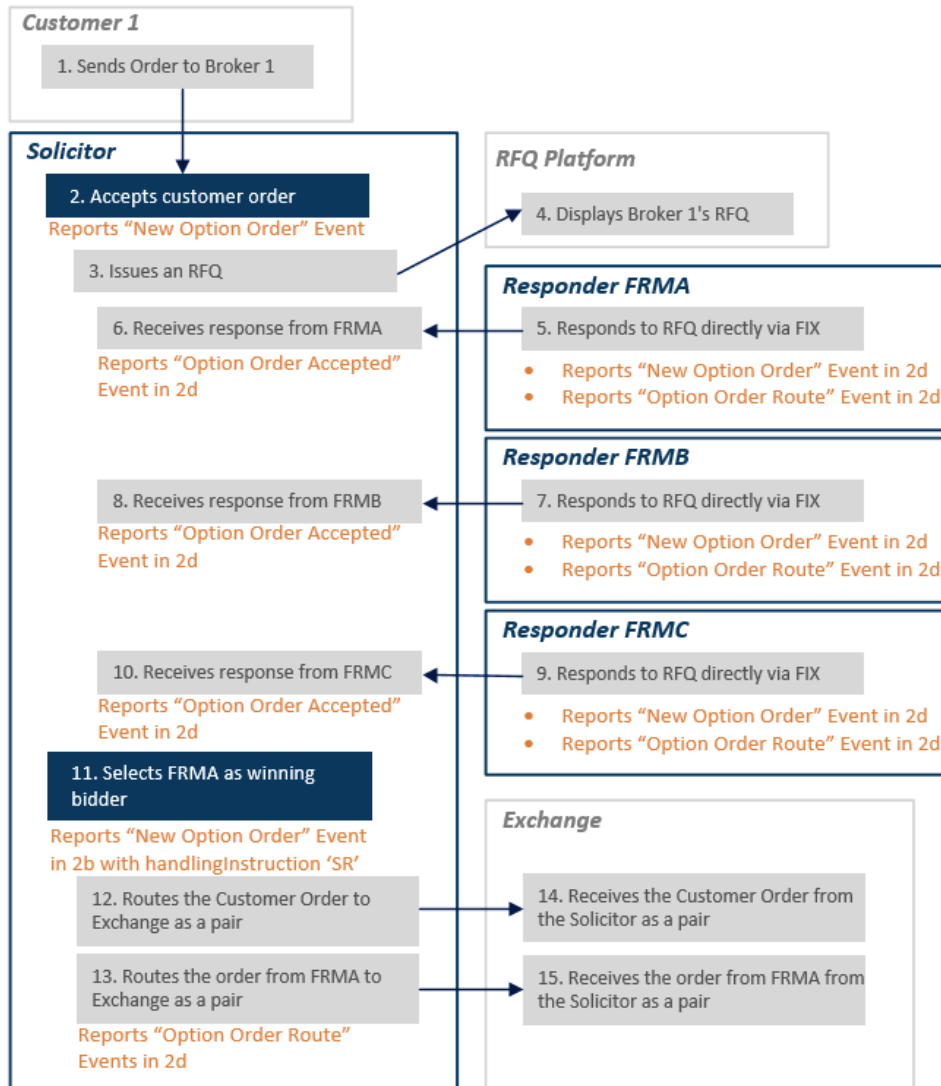 Customer 1
1. Sends Order to Broker 1
Solicitor
2. Accepts customer order
Reports “New Option Order” Event
3. Issues an RFQ
RFQ Platform
4. Displays Broker 1's RFQ
Responder FRMA
5. Responds to RFQ directly via FIX
• Reports “New Option Order” Event in 2d
• Reports “Option Order Route” Event in 2d
6. Receives response from FRMA
Reports “Option Order Accepted”
Event in 2d
Responder FRMB
7. Responds to RFQ directly via FIX
• Reports “New Option Order” Event in 2d
• Reports “Option Order Route” Event in 2d
8. Receives response from FRMB
Reports “Option Order Accepted”
Event in 2d
Responder FRMC
9. Responds to RFQ directly via FIX
• Reports “New Option Order” Event in 2d
• Reports “Option Order Route” Event in 2d
10. Receives response from FRMC
Reports “Option Order Accepted”
Event in 2d
11. Selects FRMA as winning
bidder
Reports “New Option Order” Event
in 2b with handlingInstruction ‘SR’
12. Routes the Customer Order to
Exchange as a pair
13. Routes the order from FRMA to
Exchange as a pair
Reports “Option Order Route”
Events in 2d
Exchange
14. Receives the Customer Order from
the Solicitor as a pair
15. Receives the order from FRMA from
the Solicitor as a pair